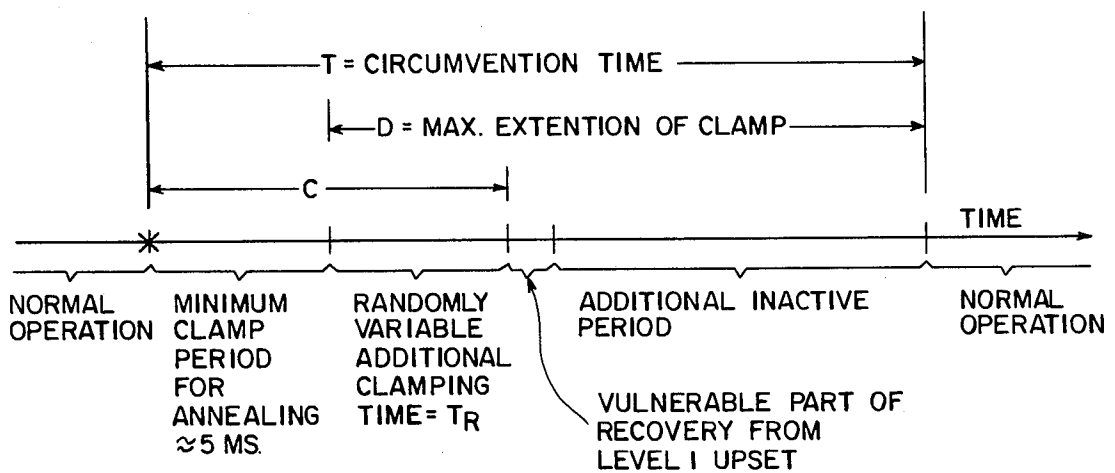 T = CIRCUMVENTION TIME
D = MAX. EXTENTION OF CLAMP
C
TIME
NORMAL
OPERATION
MINIMUM
CLAMP
PERIOD
FOR
ANNEALING
≈5 MS.
RANDOMLY
VARIABLE
ADDITIONAL
CLAMPING
TIME = TR
ADDITIONAL INACTIVE
PERIOD
NORMAL
OPERATION
VULNERABLE PART OF
RECOVERY FROM
LEVEL I UPSET